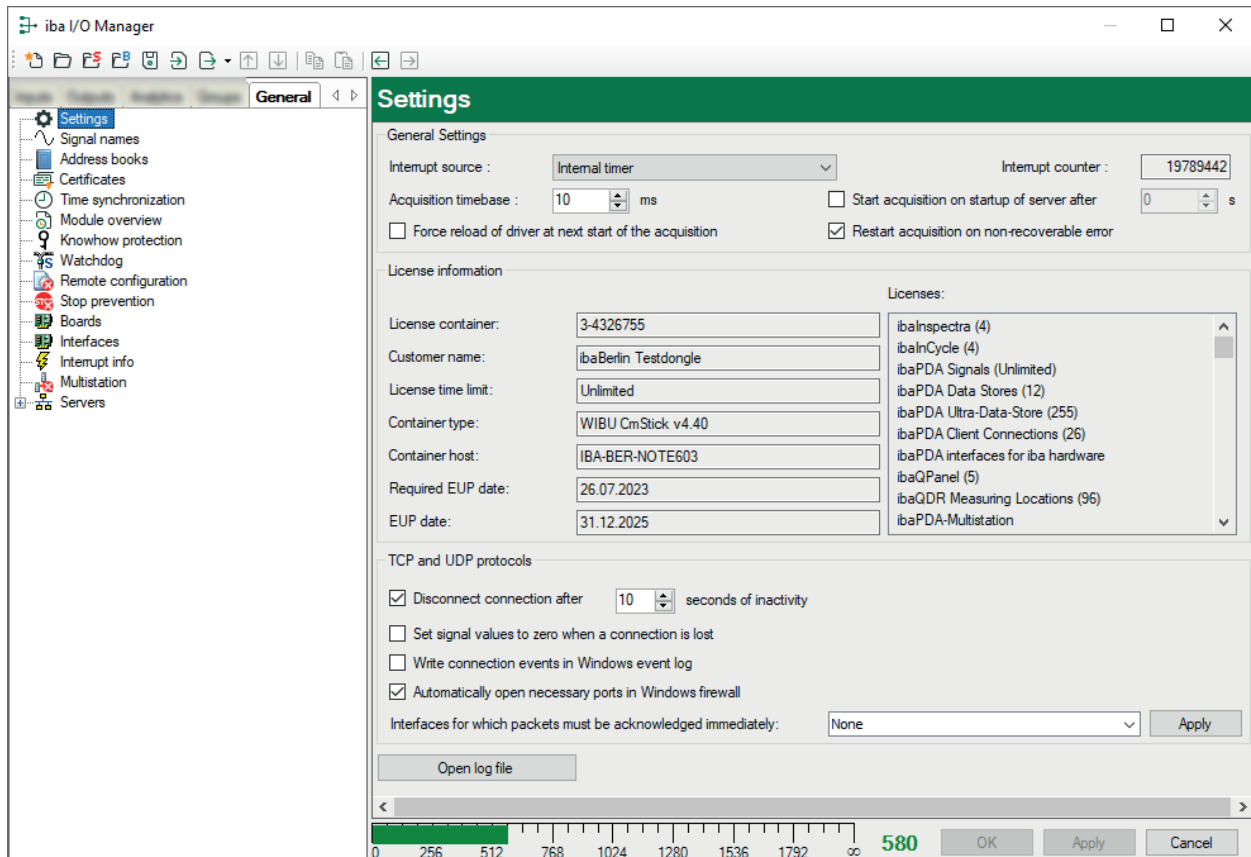 iba I/O Manager
General
Settings
Signal names
Address books
Certificates
Time synchronization
Module overview
Knowhow protection
Watchdog
Remote configuration
Stop prevention
Boards
Interfaces
Interrupt info
Multistation
Servers
Settings
General Settings
Interrupt source : Internal timer Interrupt counter : 19789442
Acquisition timebase : 10 ms Start acquisition on startup of server after 0 s
Force reload of driver at next start of the acquisition Restart acquisition on non-recoverable error
License information
License container: 3-4326755
Customer name: ibaBerlin Testdongle
License time limit: Unlimited
Container type: WIBU CmStick v4.40
Container host: IBA-BER-NOTE603
Required EUP date: 26.07.2023
EUP date: 31.12.2025
Licenses:
ibaInspectra (4)
ibaInCycle (4)
ibaPDA Signals (Unlimited)
ibaPDA Data Stores (12)
ibaPDA Ultra-Data-Store (255)
ibaPDA Client Connections (26)
ibaPDA interfaces for iba hardware
ibaQPanel (5)
ibaQDR Measuring Locations (96)
ibaPDA-Multistation
TCP and UDP protocols
Disconnect connection after 10 seconds of inactivity
Set signal values to zero when a connection is lost
Write connection events in Windows event log
Automatically open necessary ports in Windows firewall
Interfaces for which packets must be acknowledged immediately: None Apply
Open log file
0 256 512 768 1024 1280 1536 1792 ∞ 580 OK Apply Cancel